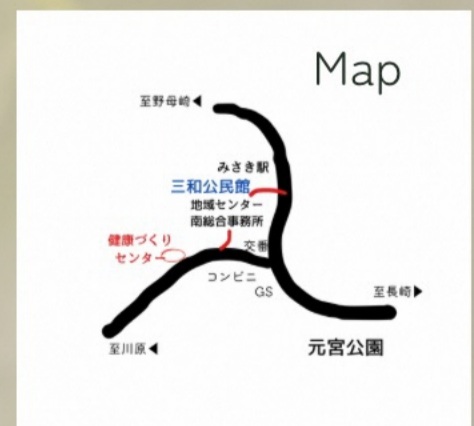 Map
至野母崎◀
みさき駅
三和公民館
地域センター
南総合事務所
健康づくり
センター
交番
コンビニ
GS
至長崎▶
至川原◀
元宮公園